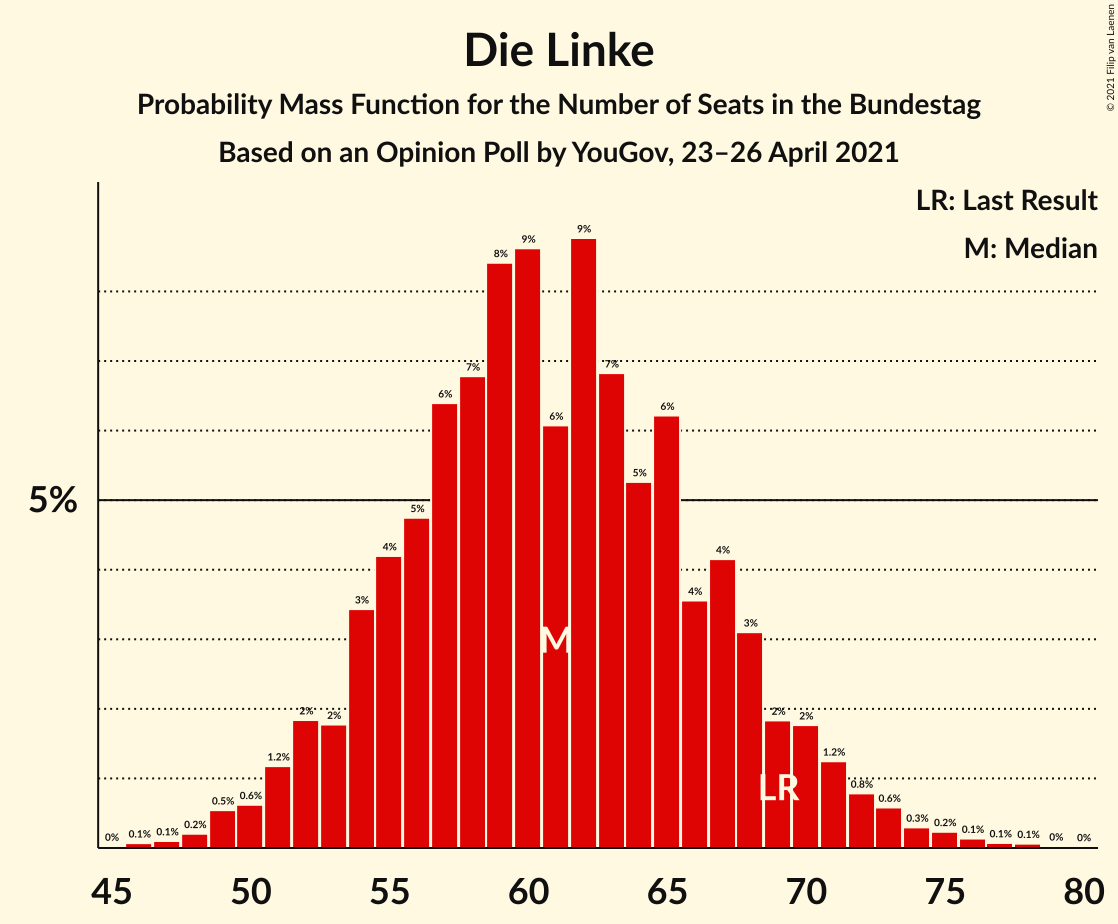 Die Linke
Probability Mass Function for the Number of Seats in the Bundestag
Based on an Opinion Poll by YouGov, 23–26 April 2021
© 2021 Filip van Laenen
LR: Last Result
M: Median
5%
0% 0.1% 0.1% 0.2% 0.5% 0.6% 1.2% 2% 2% 3% 4% 5% 6% 7% 8% 9% 6% 9% 7% 5% 6% 4% 4% 3% 2% 2% 1.2% 0.8% 0.6% 0.3% 0.2% 0.1% 0.1% 0.1% 0% 0%
M
LR
45 50 55 60 65 70 75 80